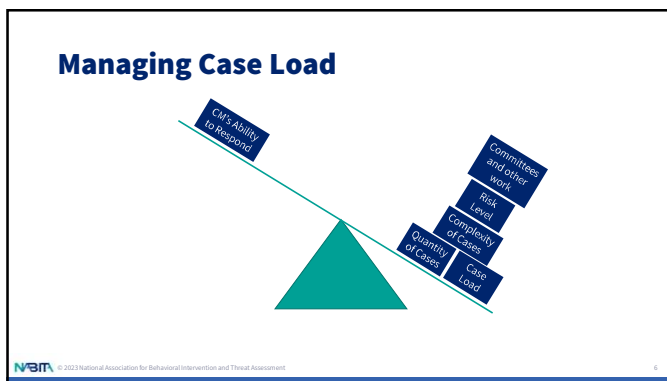 Managing Case Load
CM's Ability
to Respond
Committees
and other
work
Risk
Level
Complexity
of Cases
Quantity
of Cases
Case
Load
NABITA © 2023 National Association for Behavioral Intervention and Threat Assessment
6